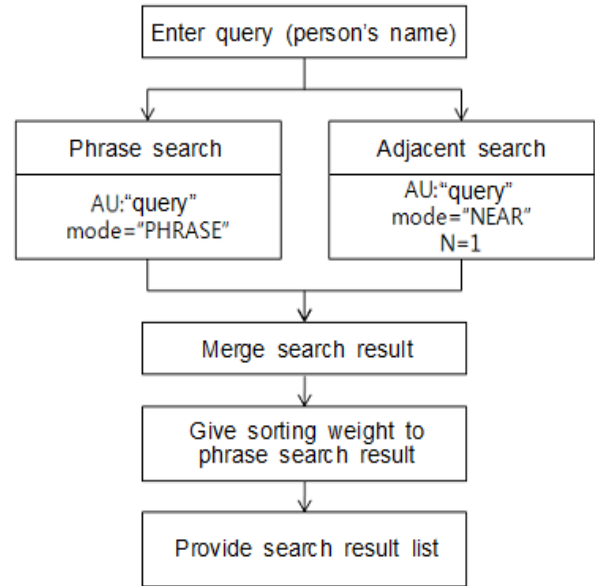 Enter query (person's name)
Phrase search
AU:“query”
mode=”PHRASE”
Adjacent search
AU:“query”
mode=”NEAR”
N=1
Merge search result
Give sorting weight to
phrase search result
Provide search result list